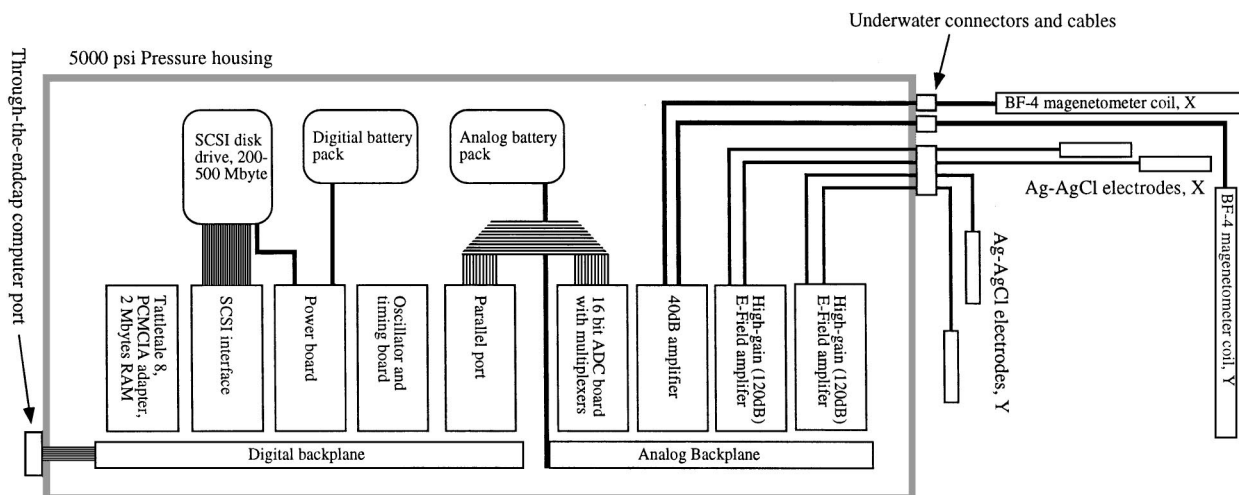 Underwater connectors and cables
5000 psi Pressure housing
Through-the-endcap computer port
BF-4 magenetometer coil, X
SCSI disk
drive, 200-
500 Mbyte
Digitial battery
pack
Analog battery
pack
Ag-AgCl electrodes, X
BF-4 magenetometer coil, Y
Ag-AgCl electrodes, Y
Tattletale 8,
PCMCIA adapter,
2 Mbytes RAM
SCSI interface
Power board
Oscillator and
timing board
Parallel port
16 bit ADC board
with multiplexers
40dB amplifier
High-gain (120dB)
E-Field amplifer
High-gain (120dB)
E-Field amplifer
Digital backplane
Analog Backplane